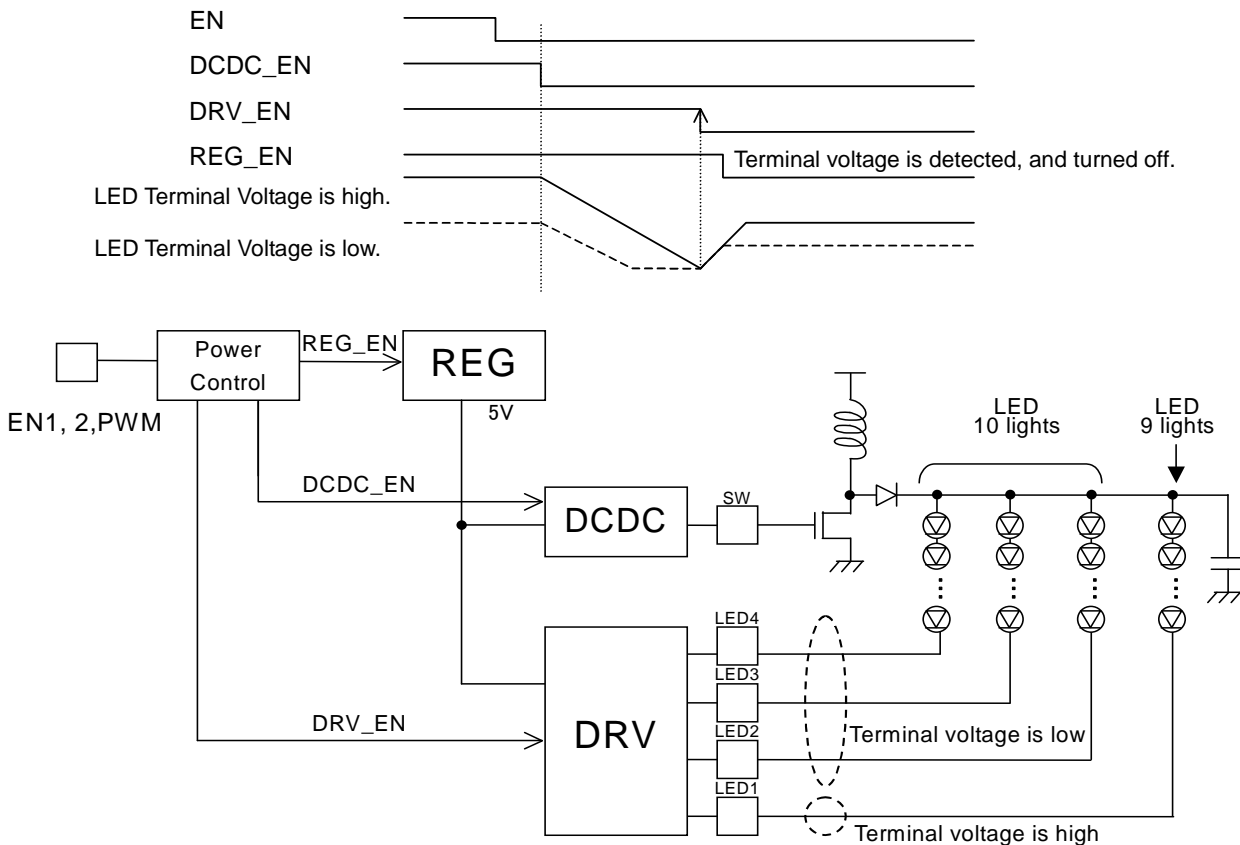 EN
DCDC_EN
DRV_EN
REG_EN
Terminal voltage is detected, and turned off.
LED Terminal Voltage is high.
LED Terminal Voltage is low.
Power
Control
REG_EN
REG
5V
EN1, 2,PWM
LED
10 lights
LED
9 lights
DCDC_EN
DCDC
SW
LED4
LED3
DRV_EN
DRV
LED2
Terminal voltage is low
LED1
Terminal voltage is high